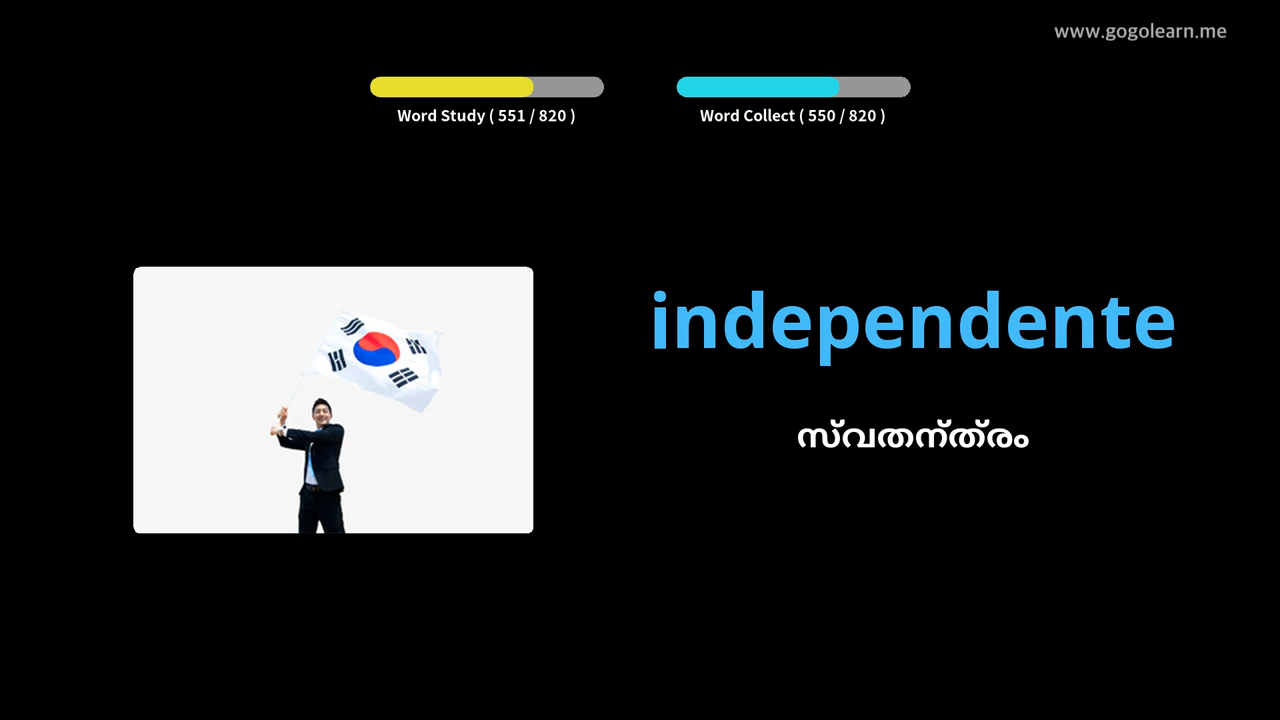 www.gogolearn.me
Word Study ( 551 / 820 )
Word Collect ( 550 / 820 )
independente
സ്വതന്ത്രം